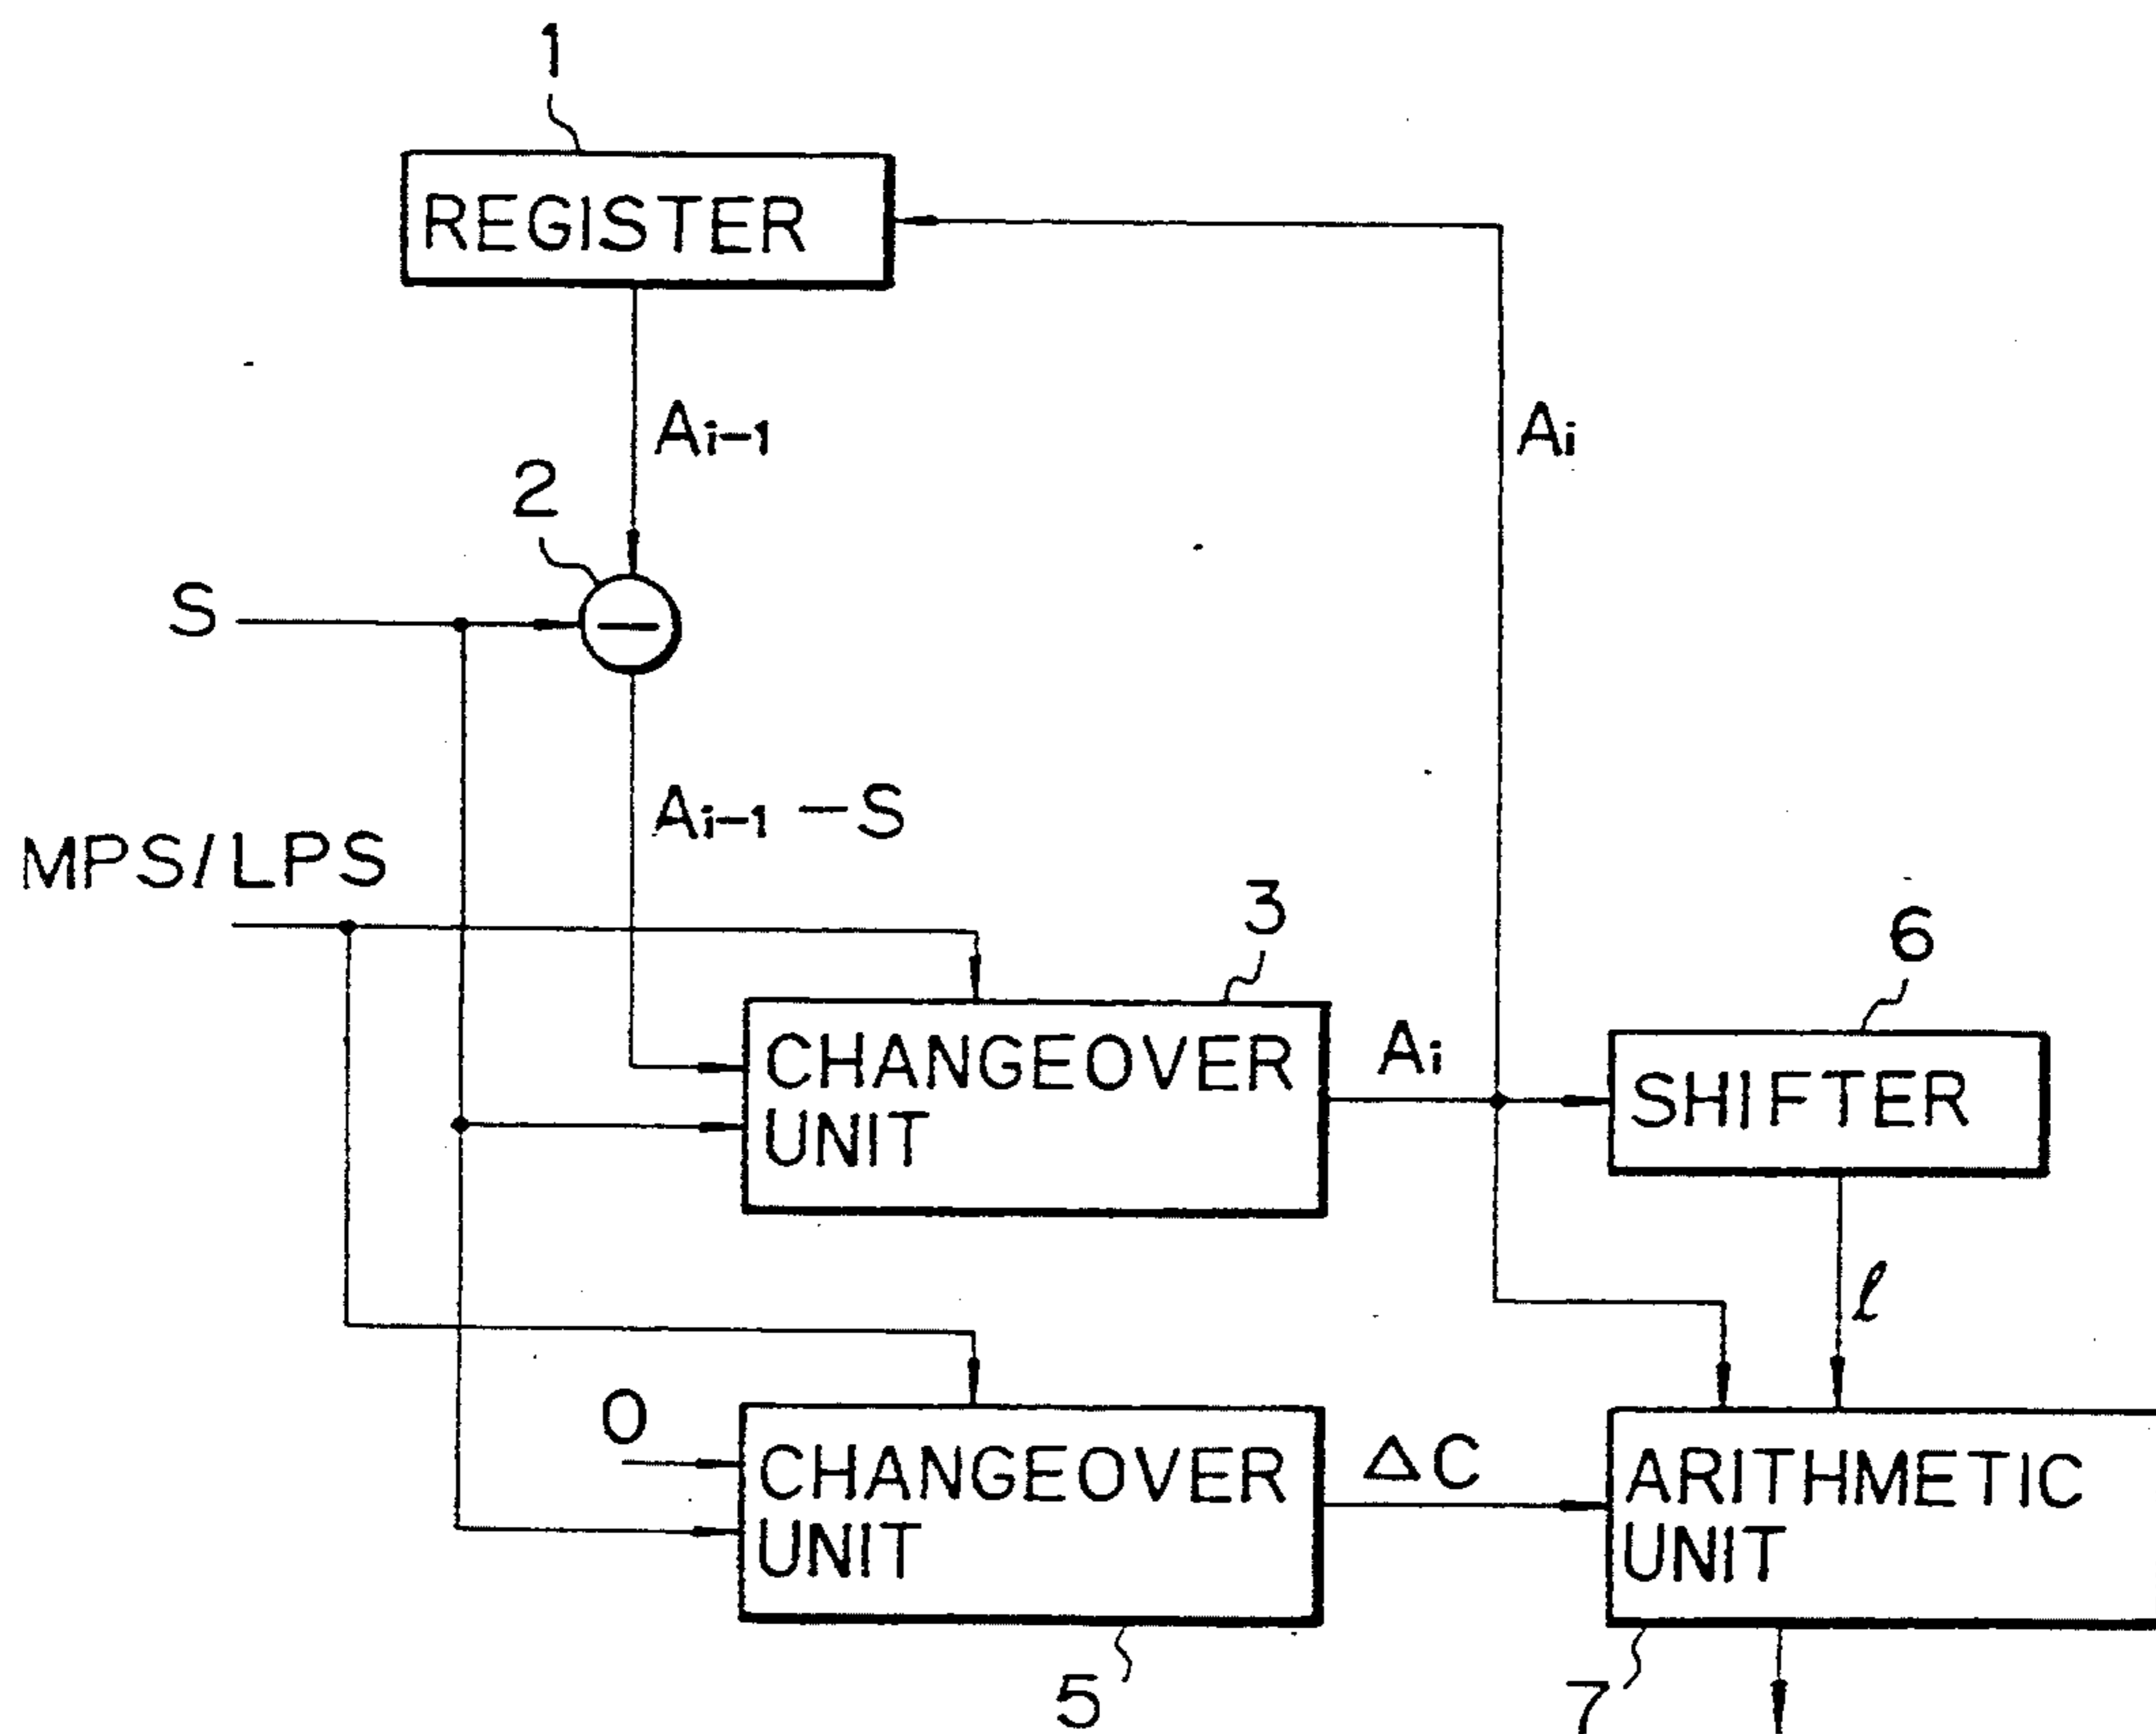 1
REGISTER
Ai-1
Ai
2
S
Ai-1 -S
MPS/LPS
3
6
CHANGEOVER
UNIT
Ai
SHIFTER
ℓ
0
CHANGEOVER
UNIT
ΔC
ARITHMETIC
UNIT
5
7